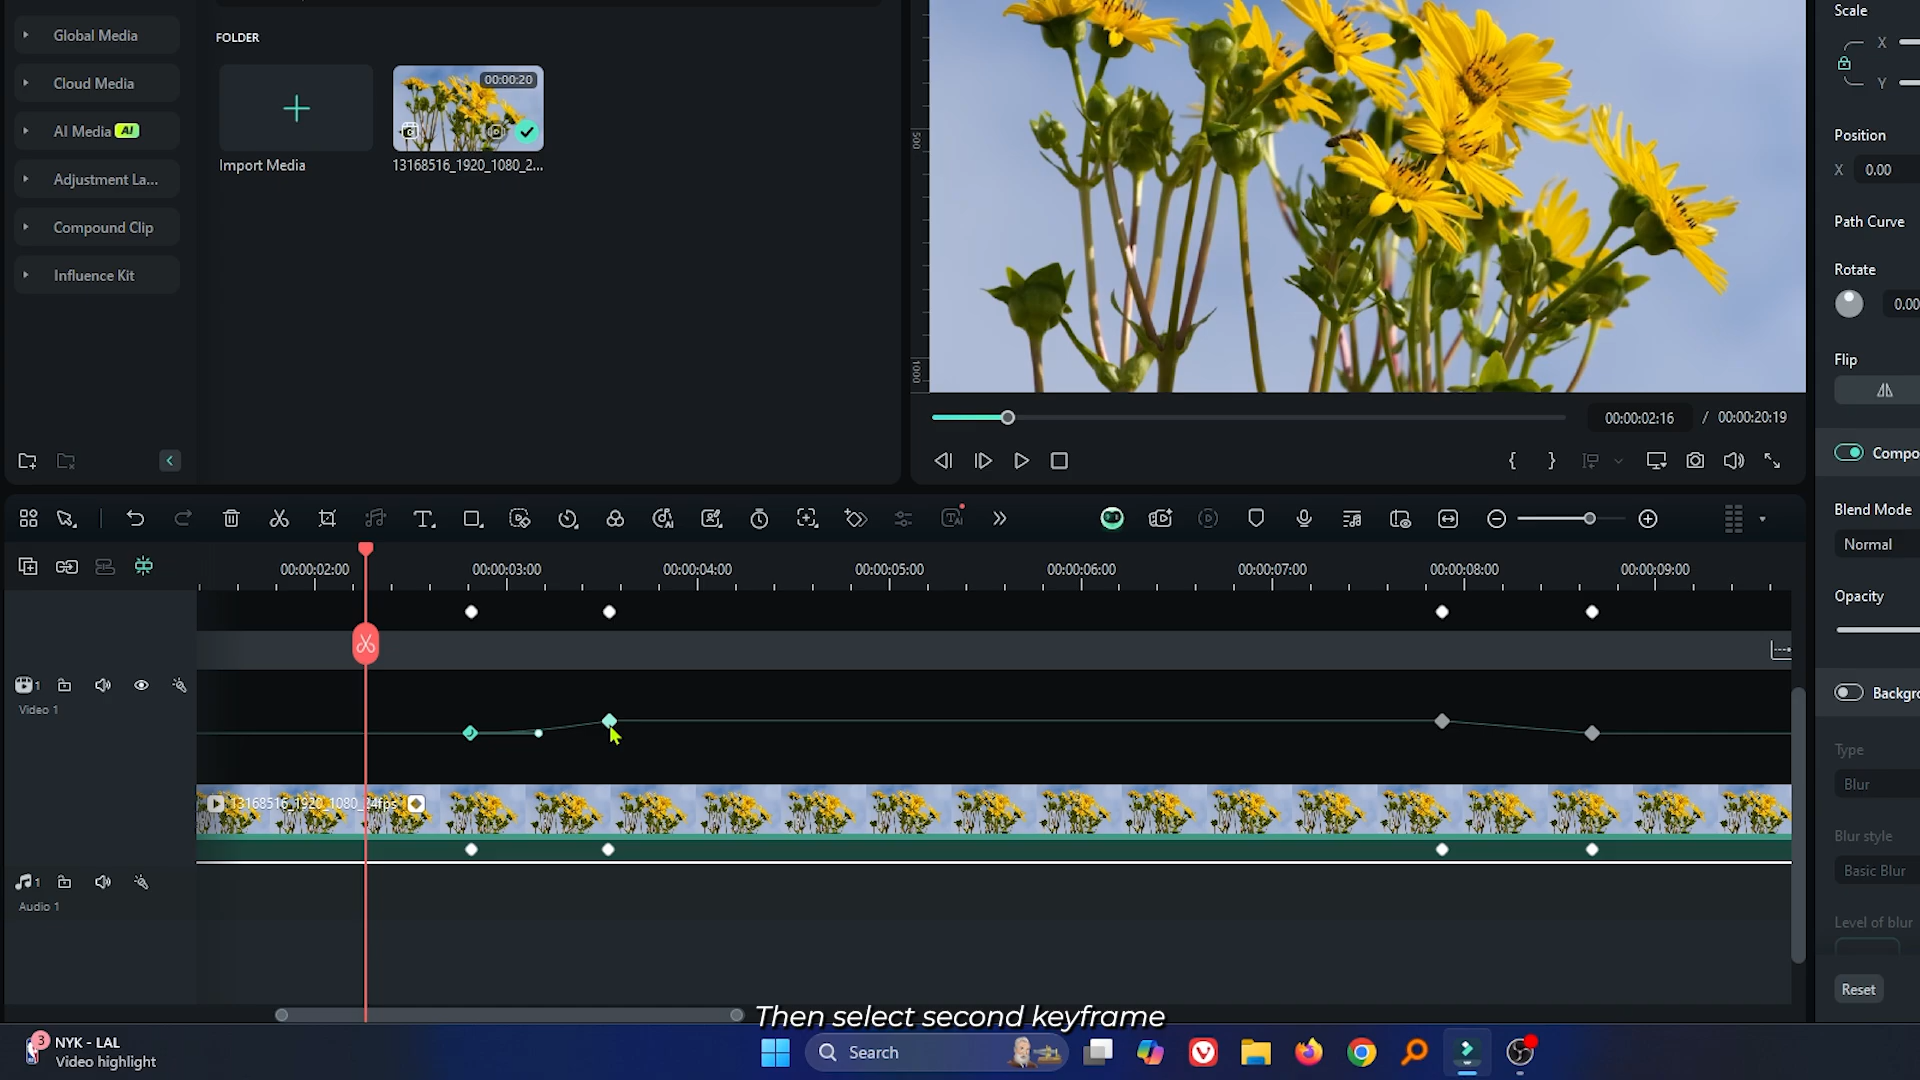 Global Media
Cloud Media
AI Media AI
Adjustment La...
Compound Clip
Influence Kit
FOLDER
Import Media
00:00:20
13168516_1920_1080_2...
500
1000
00:00:02:16 / 00:00:20:19
Scale
X
Y
Position
X 0.00
Path Curve
Rotate
0.00
Flip
Compo
Blend Mode
Normal
Opacity
Backgro
Type
Blur
Blur style
Basic Blur
Level of blur
Reset
00:00:02:00 00:00:03:00 00:00:04:00 00:00:05:00 00:00:06:00 00:00:07:00 00:00:08:00 00:00:09:00
1
Video 1
13168516_1920_1080_24fps
1
Audio 1
Then select second keyframe
3
NYK - LAL
Video highlight
Search